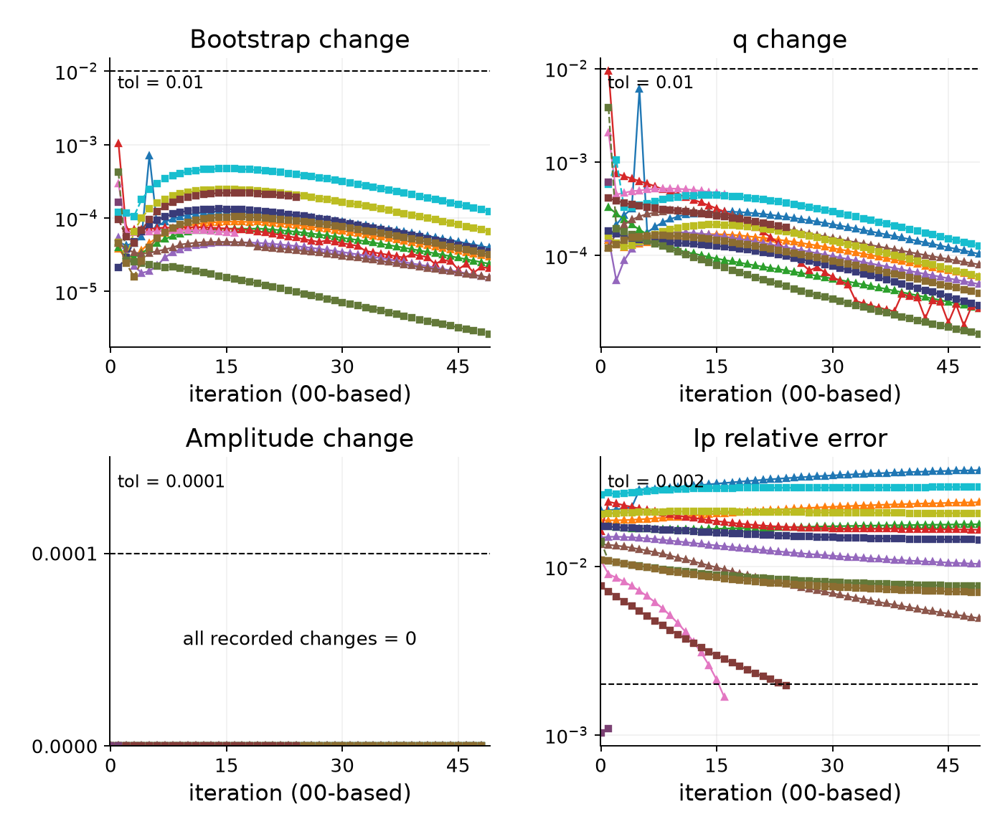 Bootstrap change
10⁻²
tol = 0.01
10⁻³
10⁻⁴
10⁻⁵
0 15 30 45
iteration (00-based)
q change
10⁻²
tol = 0.01
10⁻³
10⁻⁴
0 15 30 45
iteration (00-based)
Amplitude change
tol = 0.0001
0.0001
all recorded changes = 0
0.0000
0 15 30 45
iteration (00-based)
Ip relative error
tol = 0.002
10⁻²
10⁻³
0 15 30 45
iteration (00-based)